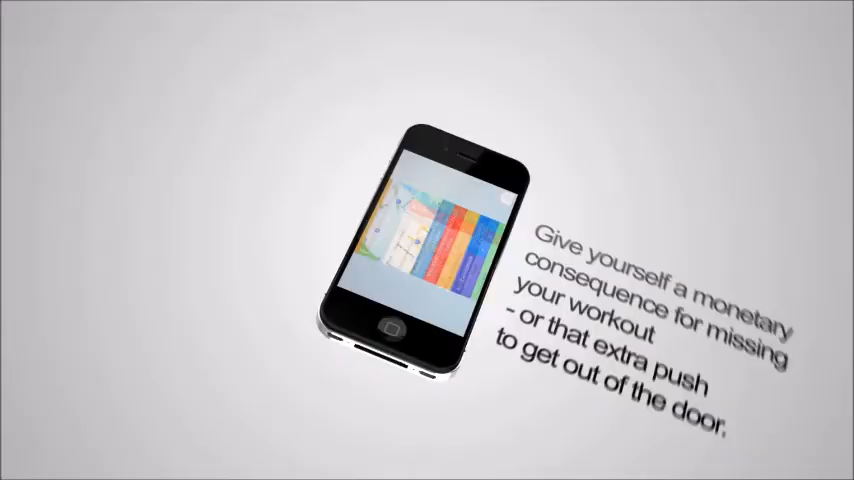 Give yourself a monetary
consequence for missing
your workout
- or that extra push
to get out of the door.